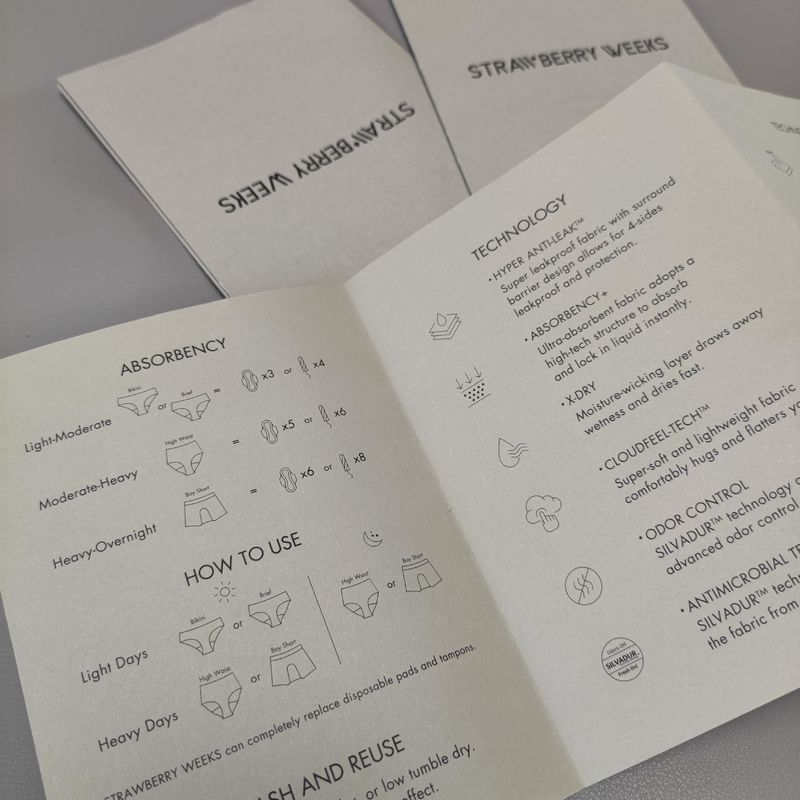 STRAWBERRY WEEKS
STRAWBERRY WEEKS
ABSORBENCY
Light-Moderate
Bikini
or
Brief
=
x3 or x4
Moderate-Heavy
High Waist
=
x5 or x6
Heavy-Overnight
Boy Short
=
x6 or x8
HOW TO USE
Light Days
Bikini
or
Brief
High Waist
or
Boy Short
Heavy Days
High Waist
or
Boy Short
STRAWBERRY WEEKS can completely replace disposable pads and tampons.
AND REUSE
or low tumble dry.
TECHNOLOGY
• HYPER ANTI-LEAK™
Super leakproof fabric with surround
barrier design allows for 4-sides
leakproof and protection.
• ABSORBENCY+
Ultra-absorbent fabric adopts a
high-tech structure to absorb
and lock in liquid instantly.
• X-DRY
Moisture-wicking layer draws away
wetness and dries fast.
• CLOUDFEEL-TECH™
Super-soft and lightweight fabric
comfortably hugs and flatters
• ODOR CONTROL
SILVADUR™ technology
advanced odor control
• ANTIMICROBIAL
SILVADUR™
the fabric from
Odors Off
SILVADUR
Fresh On!